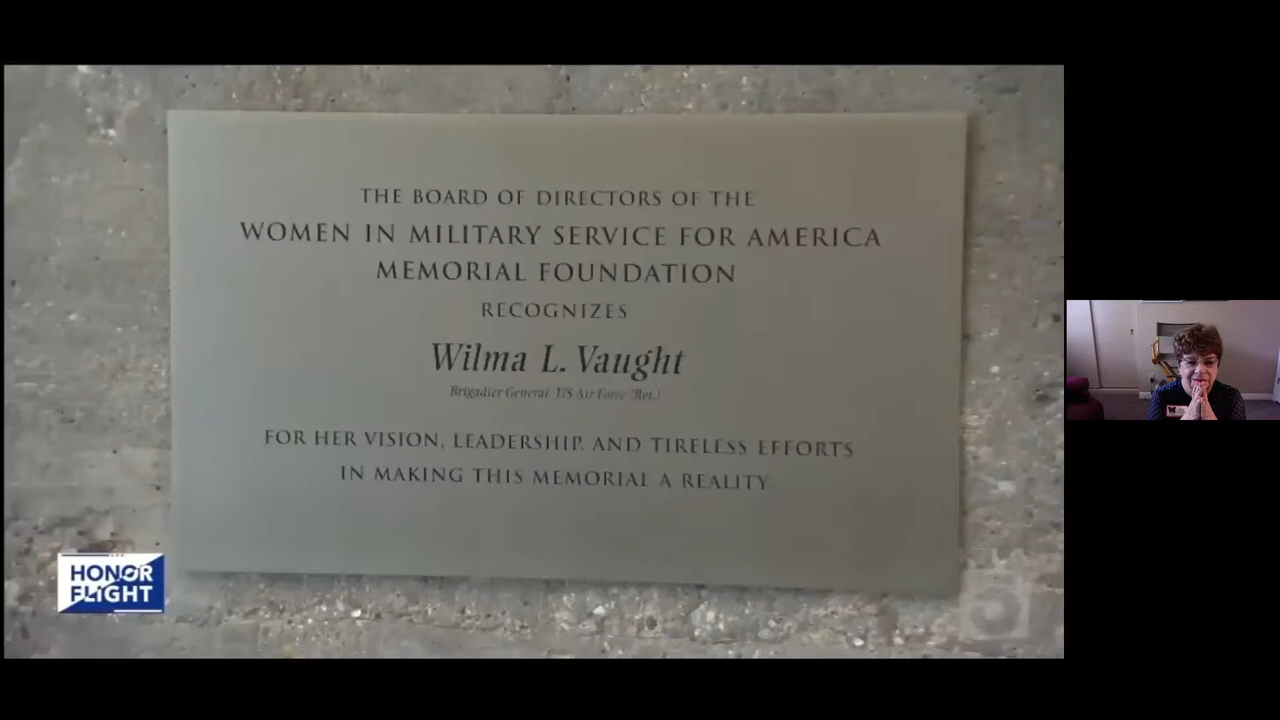 THE BOARD OF DIRECTORS OF THE
WOMEN IN MILITARY SERVICE FOR AMERICA
MEMORIAL FOUNDATION
RECOGNIZES
Wilma L. Vaught
Brigadier General, US Air Force (Ret.)
FOR HER VISION, LEADERSHIP, AND TIRELESS EFFORTS
IN MAKING THIS MEMORIAL A REALITY
HONOR
FLIGHT